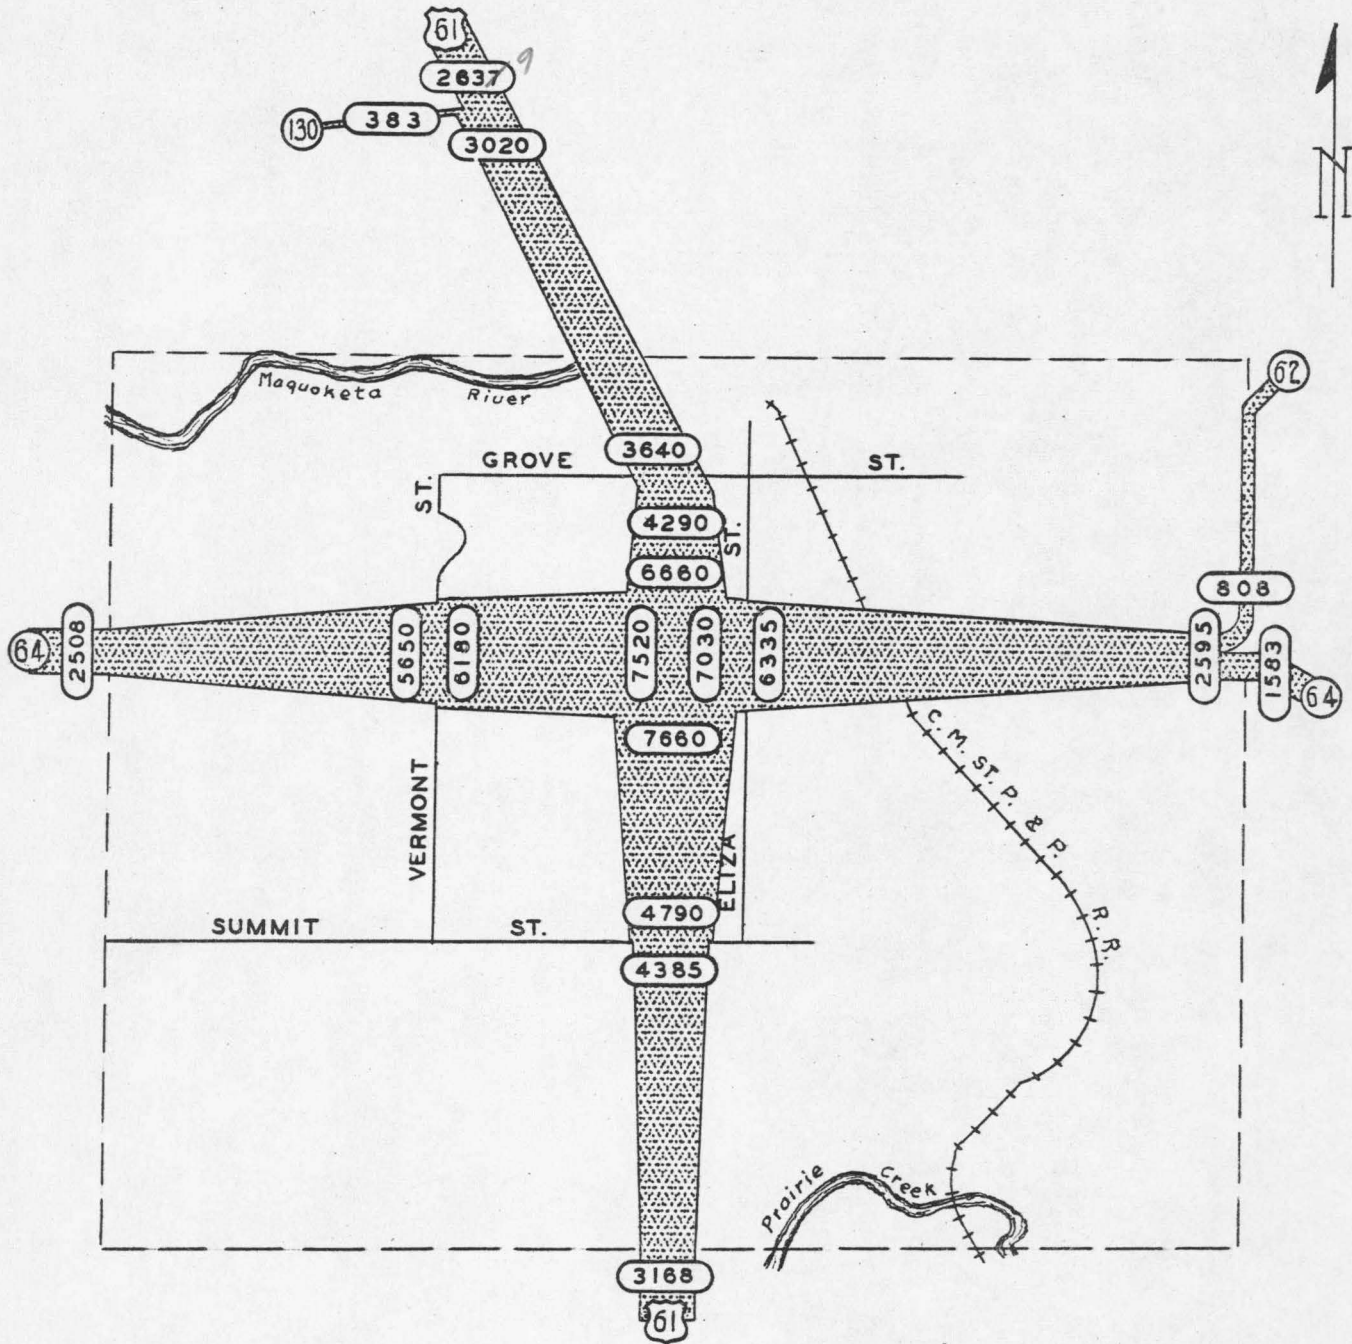 61
2637 9
130
383
3020
N
62
Maquoketa River
3640
GROVE ST.
ST.
4290
ST.
6660
808
64
2508
5650
6180
7520
7030
6335
2595
1583
64
7660
C. M. ST. P. & P. R. R.
VERMONT
ELIZA
4790
SUMMIT ST.
4385
Prairie Creek
3168
61